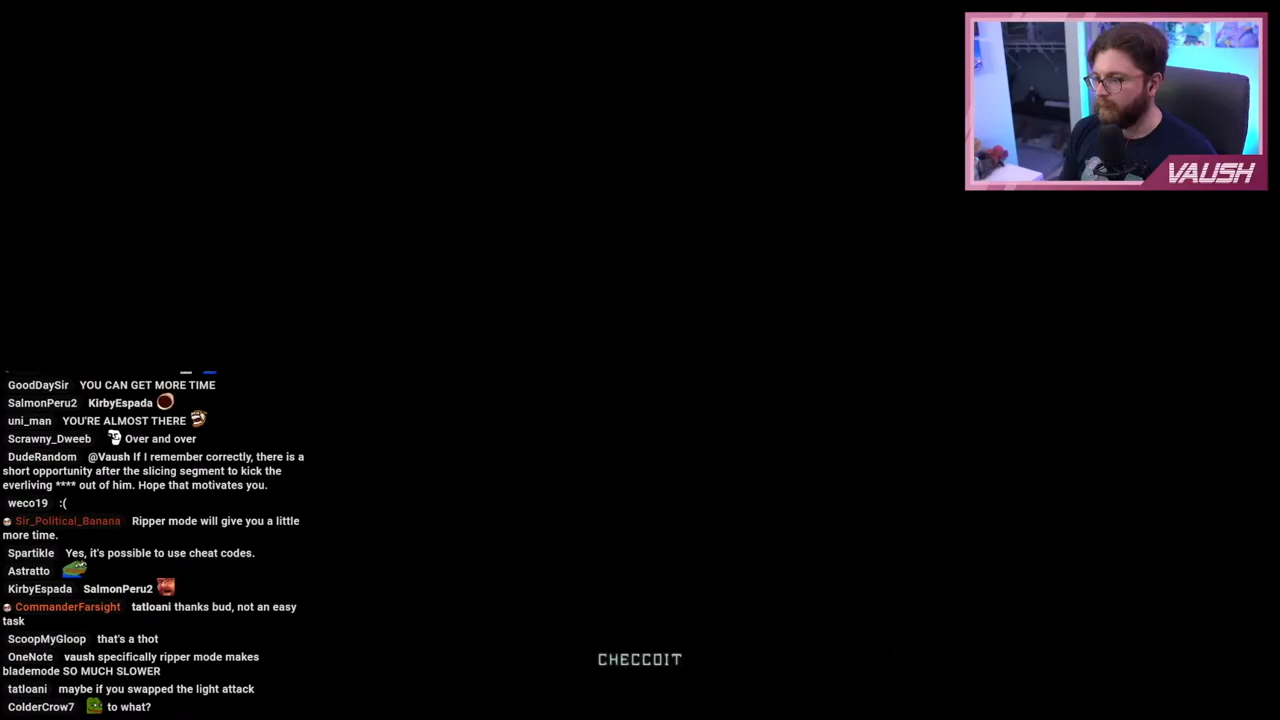 VAUSH
GoodDaySir YOU CAN GET MORE TIME
SalmonPeru2 KirbyEspada
uni_man YOU'RE ALMOST THERE
Scrawny_Dweeb Over and over
DudeRandom @Vaush If I remember correctly, there is a
short opportunity after the slicing segment to kick the
everliving **** out of him. Hope that motivates you.
weco19 :(
Sir_Political_Banana Ripper mode will give you a little
more time.
Spartikle Yes, it's possible to use cheat codes.
Astratto
KirbyEspada SalmonPeru2
CommanderFarsight tatloani thanks bud, not an easy
task
ScoopMyGloop that's a thot
OneNote vaush specifically ripper mode makes
blademode SO MUCH SLOWER
tatloani maybe if you swapped the light attack
ColderCrow7 to what?
CHECCOIT